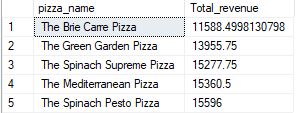 pizza_name Total_revenue
1 The Brie Carre Pizza 11588.4998130798
2 The Green Garden Pizza 13955.75
3 The Spinach Supreme Pizza 15277.75
4 The Mediterranean Pizza 15360.5
5 The Spinach Pesto Pizza 15596